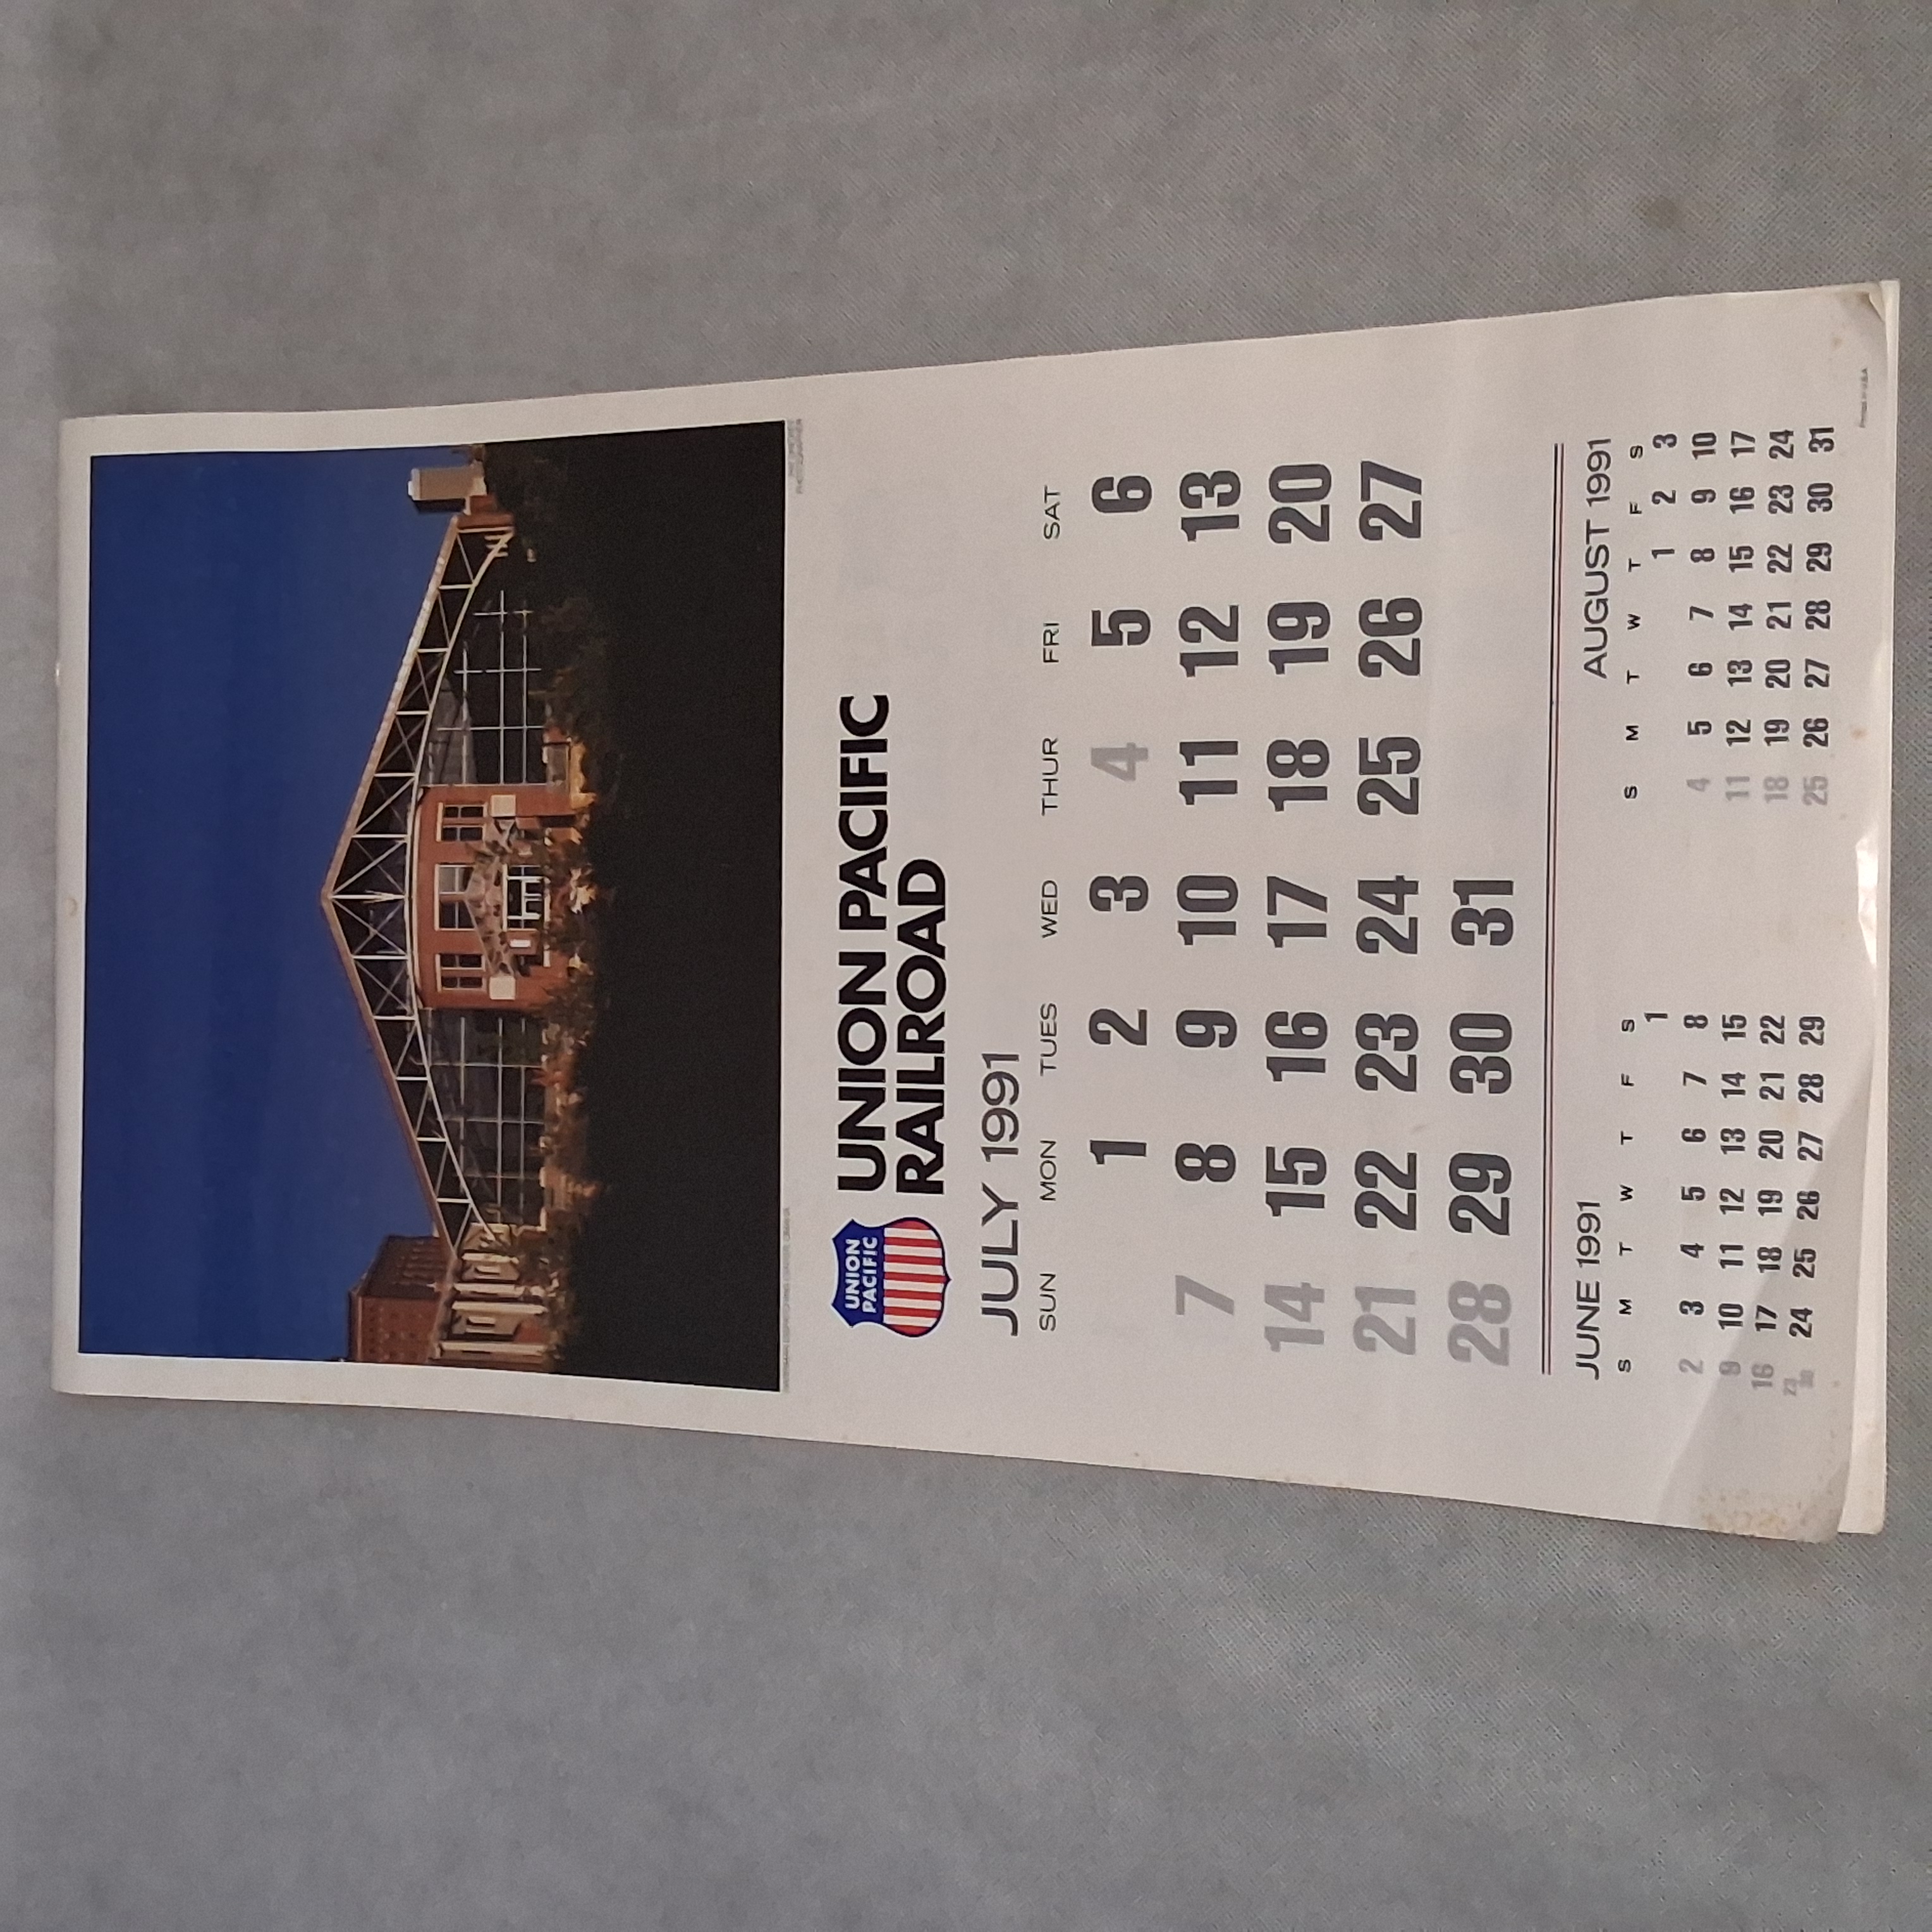 UNION
PACIFIC
UNION PACIFIC
RAILROAD
JULY 1991
SUN MON TUES WED THUR FRI SAT
1 2 3 4 5 6
7 8 9 10 11 12 13
14 15 16 17 18 19 20
21 22 23 24 25 26 27
28 29 30 31
JUNE 1991
S M T W T F S
1
2 3 4 5 6 7 8
9 10 11 12 13 14 15
16 17 18 19 20 21 22
23 24 25 26 27 28 29
30
AUGUST 1991
S M T W T F S
1 2 3
4 5 6 7 8 9 10
11 12 13 14 15 16 17
18 19 20 21 22 23 24
25 26 27 28 29 30 31
Printed in U.S.A.